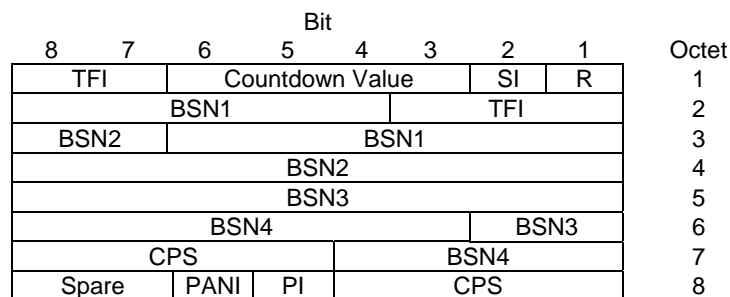 Bit
8 7 6 5 4 3 2 1 Octet
TFI Countdown Value SI R 1
BSN1 TFI 2
BSN2 BSN1 3
BSN2 4
BSN3 5
BSN4 BSN3 6
CPS BSN4 7
Spare PANI PI CPS 8